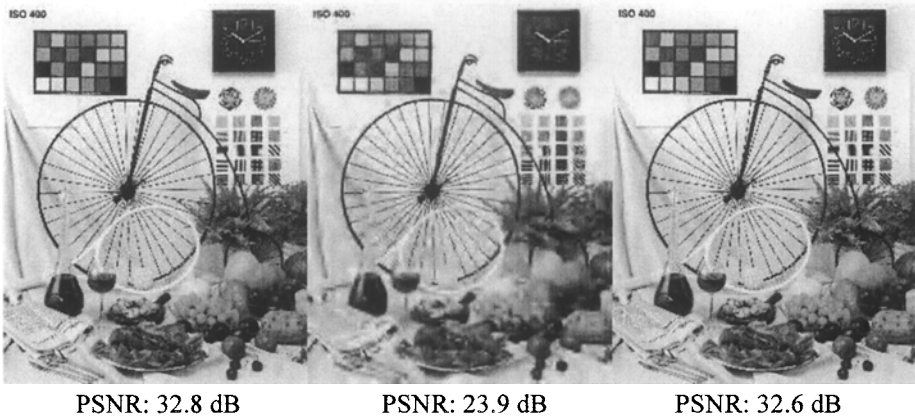 ISO 400
ISO 400
ISO 400
PSNR: 32.8 dB
PSNR: 23.9 dB
PSNR: 32.6 dB